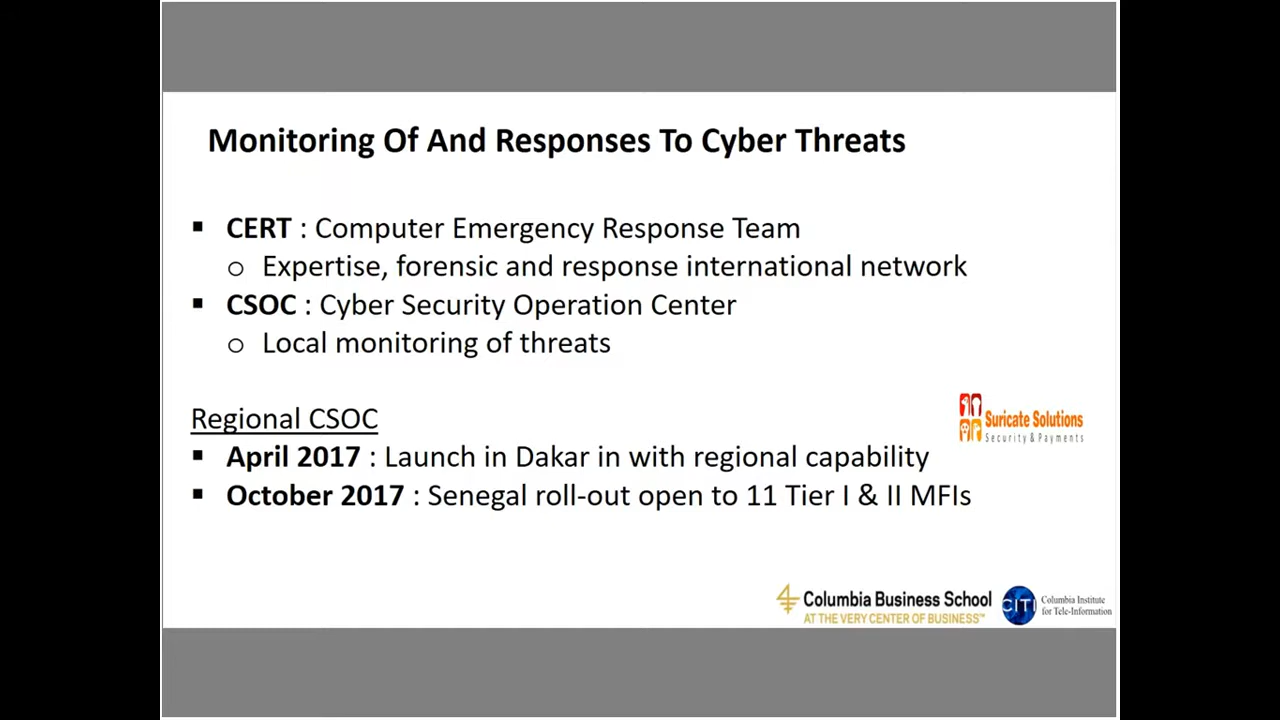 Monitoring Of And Responses To Cyber Threats
▪ CERT : Computer Emergency Response Team
o Expertise, forensic and response international network
▪ CSOC : Cyber Security Operation Center
o Local monitoring of threats
Regional CSOC
Suricate Solutions
Security & Payments
▪ April 2017 : Launch in Dakar in with regional capability
▪ October 2017 : Senegal roll-out open to 11 Tier I & II MFIs
Columbia Business School
AT THE VERY CENTER OF BUSINESS™
CITI
Columbia Institute
for Tele-Information